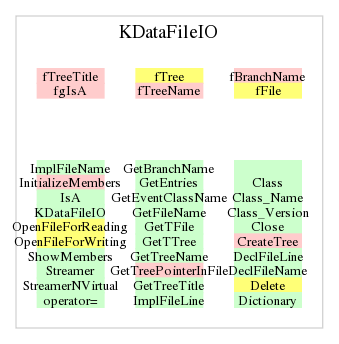 KDataFileIO
fTreeTitle fTree fBranchName
fgIsA fTreeName fFile
ImplFileName GetBranchName
InitializeMembers GetEntries Class
IsA GetEventClassName Class_Name
KDataFileIO GetFileName Class_Version
OpenFileForReading GetTFile Close
OpenFileForWriting GetTTree CreateTree
ShowMembers GetTreeName DeclFileLine
Streamer GetTreePointerInFile DeclFileName
StreamerNVirtual GetTreeTitle Delete
operator= ImplFileLine Dictionary